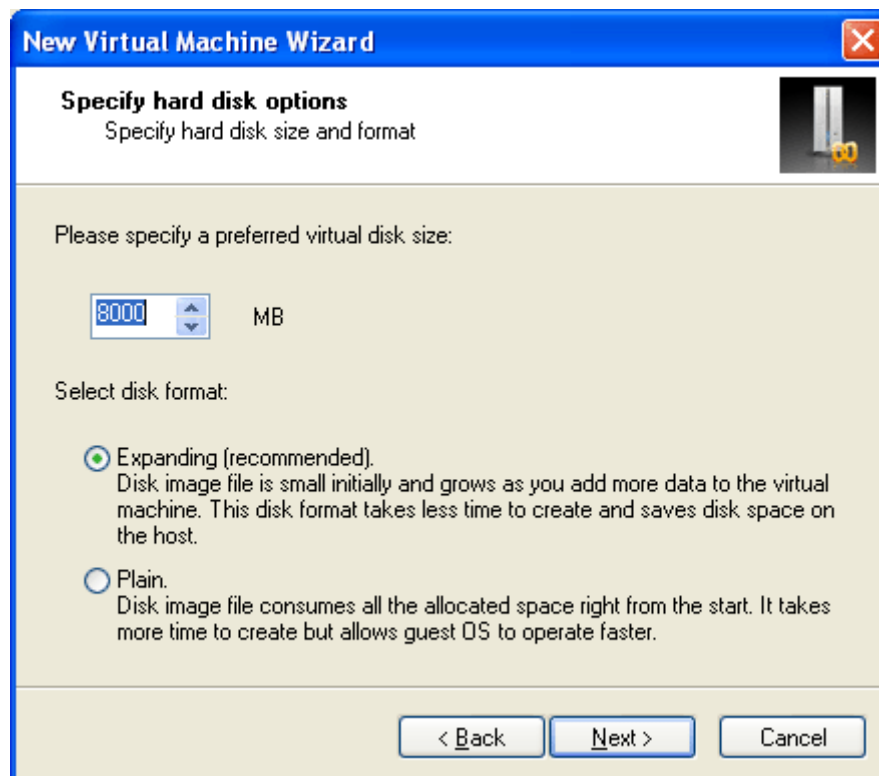 New Virtual Machine Wizard
Specify hard disk options
Specify hard disk size and format
Please specify a preferred virtual disk size:
8000 MB
Select disk format:
Expanding (recommended).
Disk image file is small initially and grows as you add more data to the virtual
machine. This disk format takes less time to create and saves disk space on
the host.
Plain.
Disk image file consumes all the allocated space right from the start. It takes
more time to create but allows guest OS to operate faster.
< Back Next > Cancel